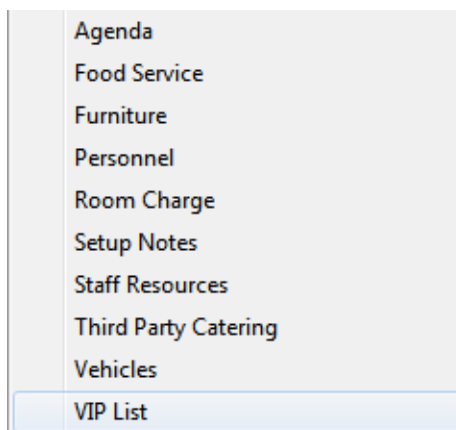 Agenda
Food Service
Furniture
Personnel
Room Charge
Setup Notes
Staff Resources
Third Party Catering
Vehicles
VIP List